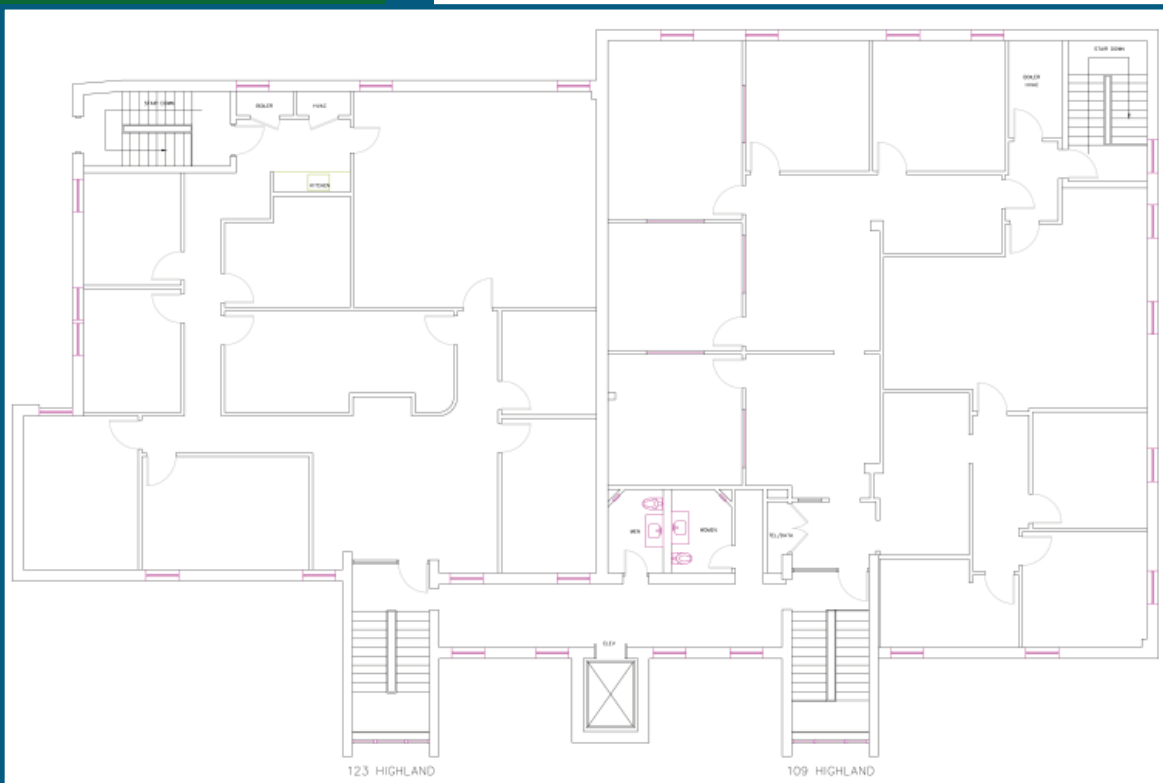 STAIR DOWN
BOILER
HVAC
KITCHEN
BOILER
HVAC
STAIR DOWN
MEN
WOMEN
TEL/DATA
ELEV
123 HIGHLAND
109 HIGHLAND